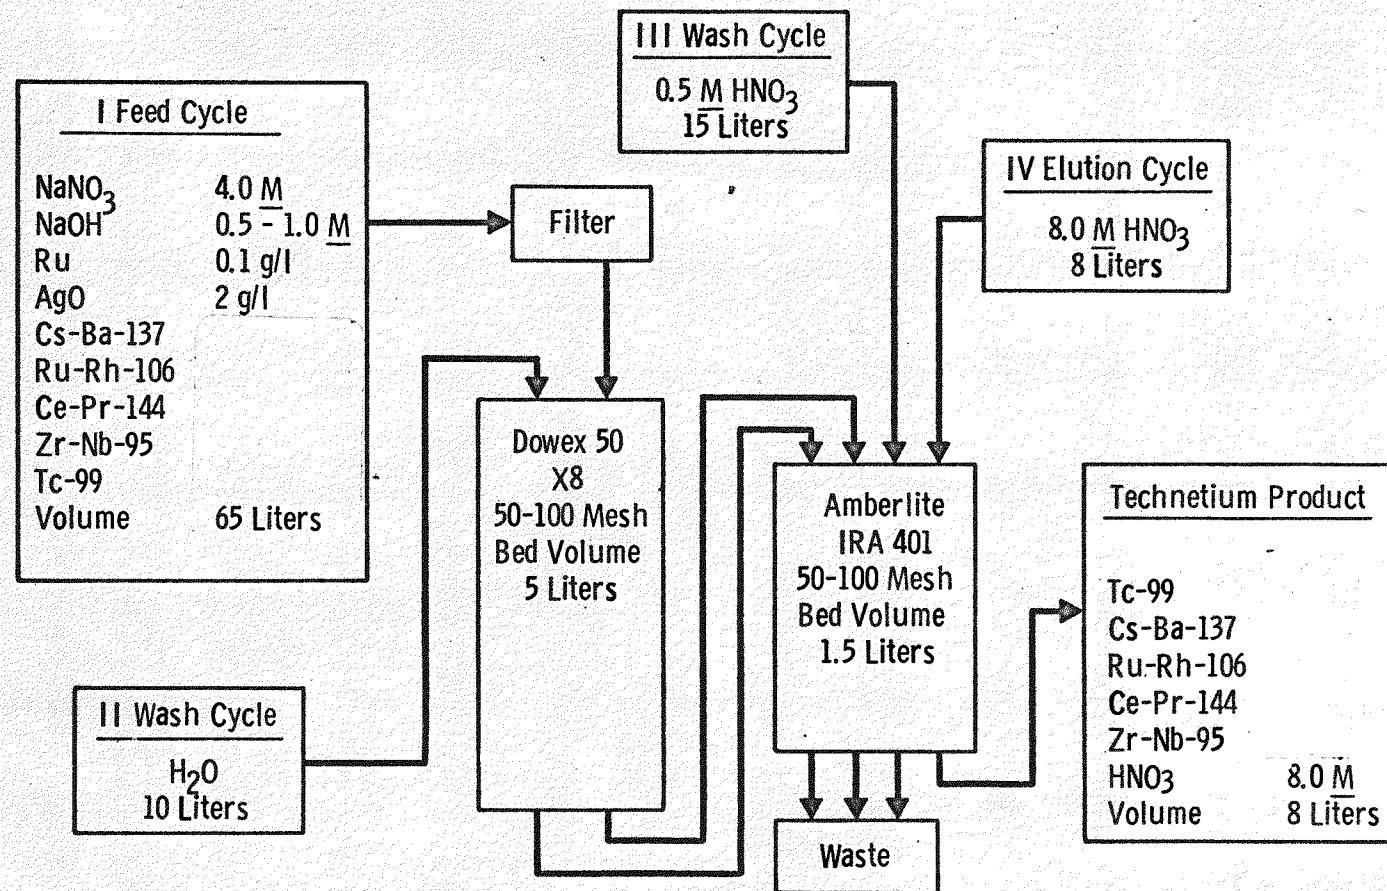 III Wash Cycle
0.5 M HNO3
15 Liters
I Feed Cycle
NaNO3 4.0 M
NaOH 0.5 - 1.0 M
Ru 0.1 g/l
AgO 2 g/l
Cs-Ba-137
Ru-Rh-106
Ce-Pr-144
Zr-Nb-95
Tc-99
Volume 65 Liters
Filter
IV Elution Cycle
8.0 M HNO3
8 Liters
Dowex 50
X8
50-100 Mesh
Bed Volume
5 Liters
Amberlite
IRA 401
50-100 Mesh
Bed Volume
1.5 Liters
Technetium Product
Tc-99
Cs-Ba-137
Ru-Rh-106
Ce-Pr-144
Zr-Nb-95
HNO3 8.0 M
Volume 8 Liters
II Wash Cycle
H2O
10 Liters
Waste